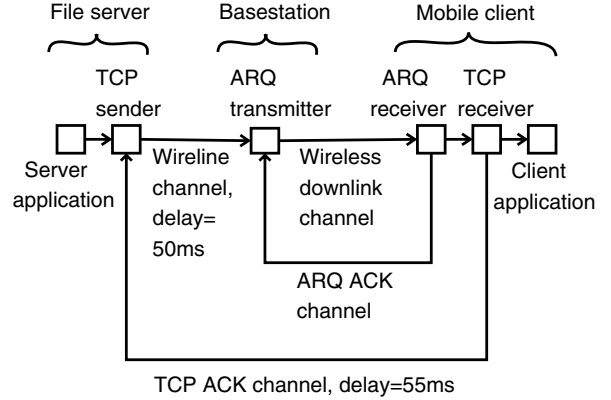 File server
Basestation
Mobile client
TCP
sender
ARQ
transmitter
ARQ
receiver
TCP
receiver
Server
application
Wireline
channel,
delay=
50ms
Wireless
downlink
channel
Client
application
ARQ ACK
channel
TCP ACK channel, delay=55ms